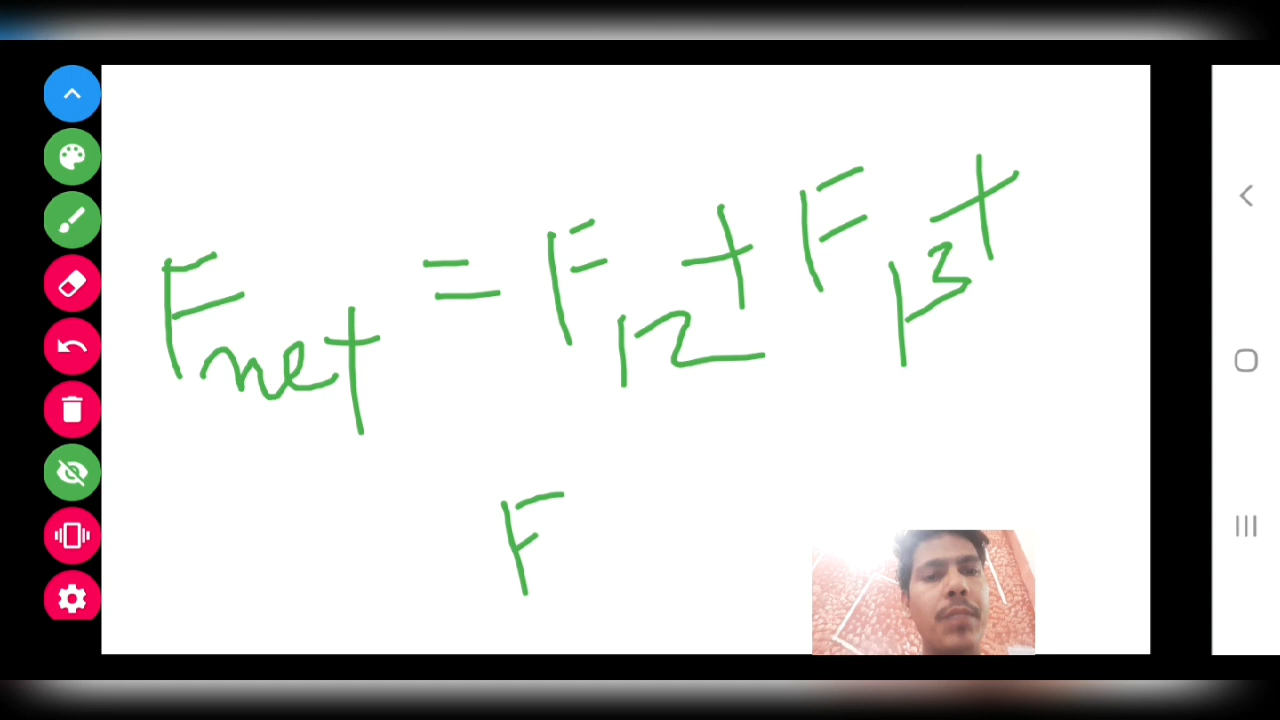 Fnet = F12 + F13 +
F